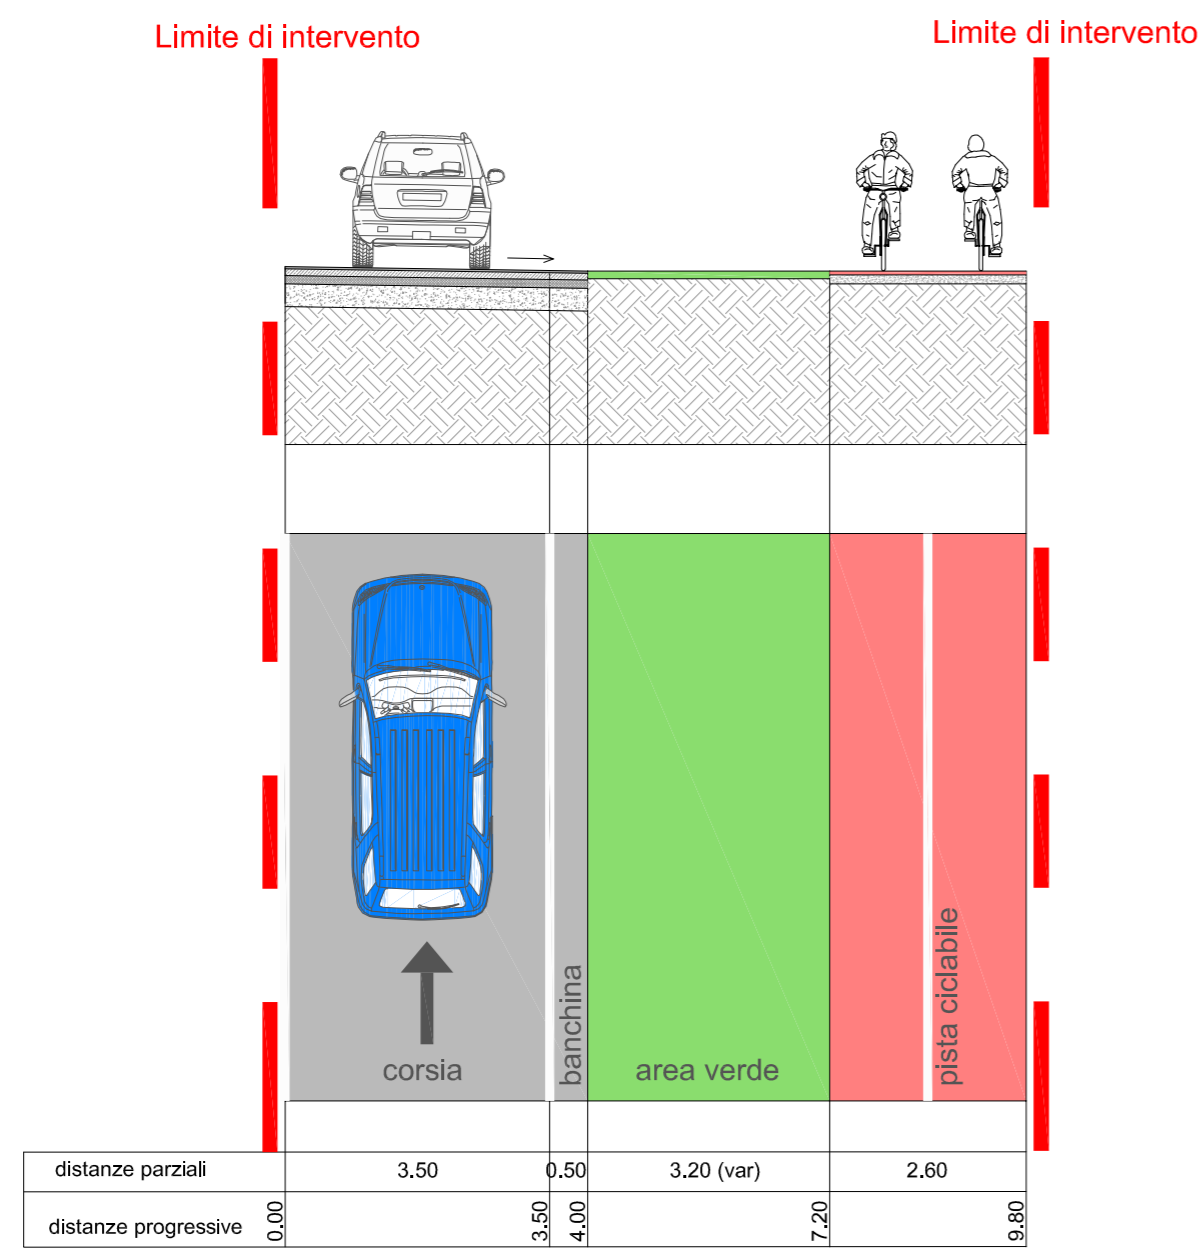 Limite di intervento
Limite di intervento
corsia
banchina
area verde
pista ciclabile
distanze parziali 3.50 0.50 3.20 (var) 2.60
distanze progressive 0.00 3.50 4.00 7.20 9.80